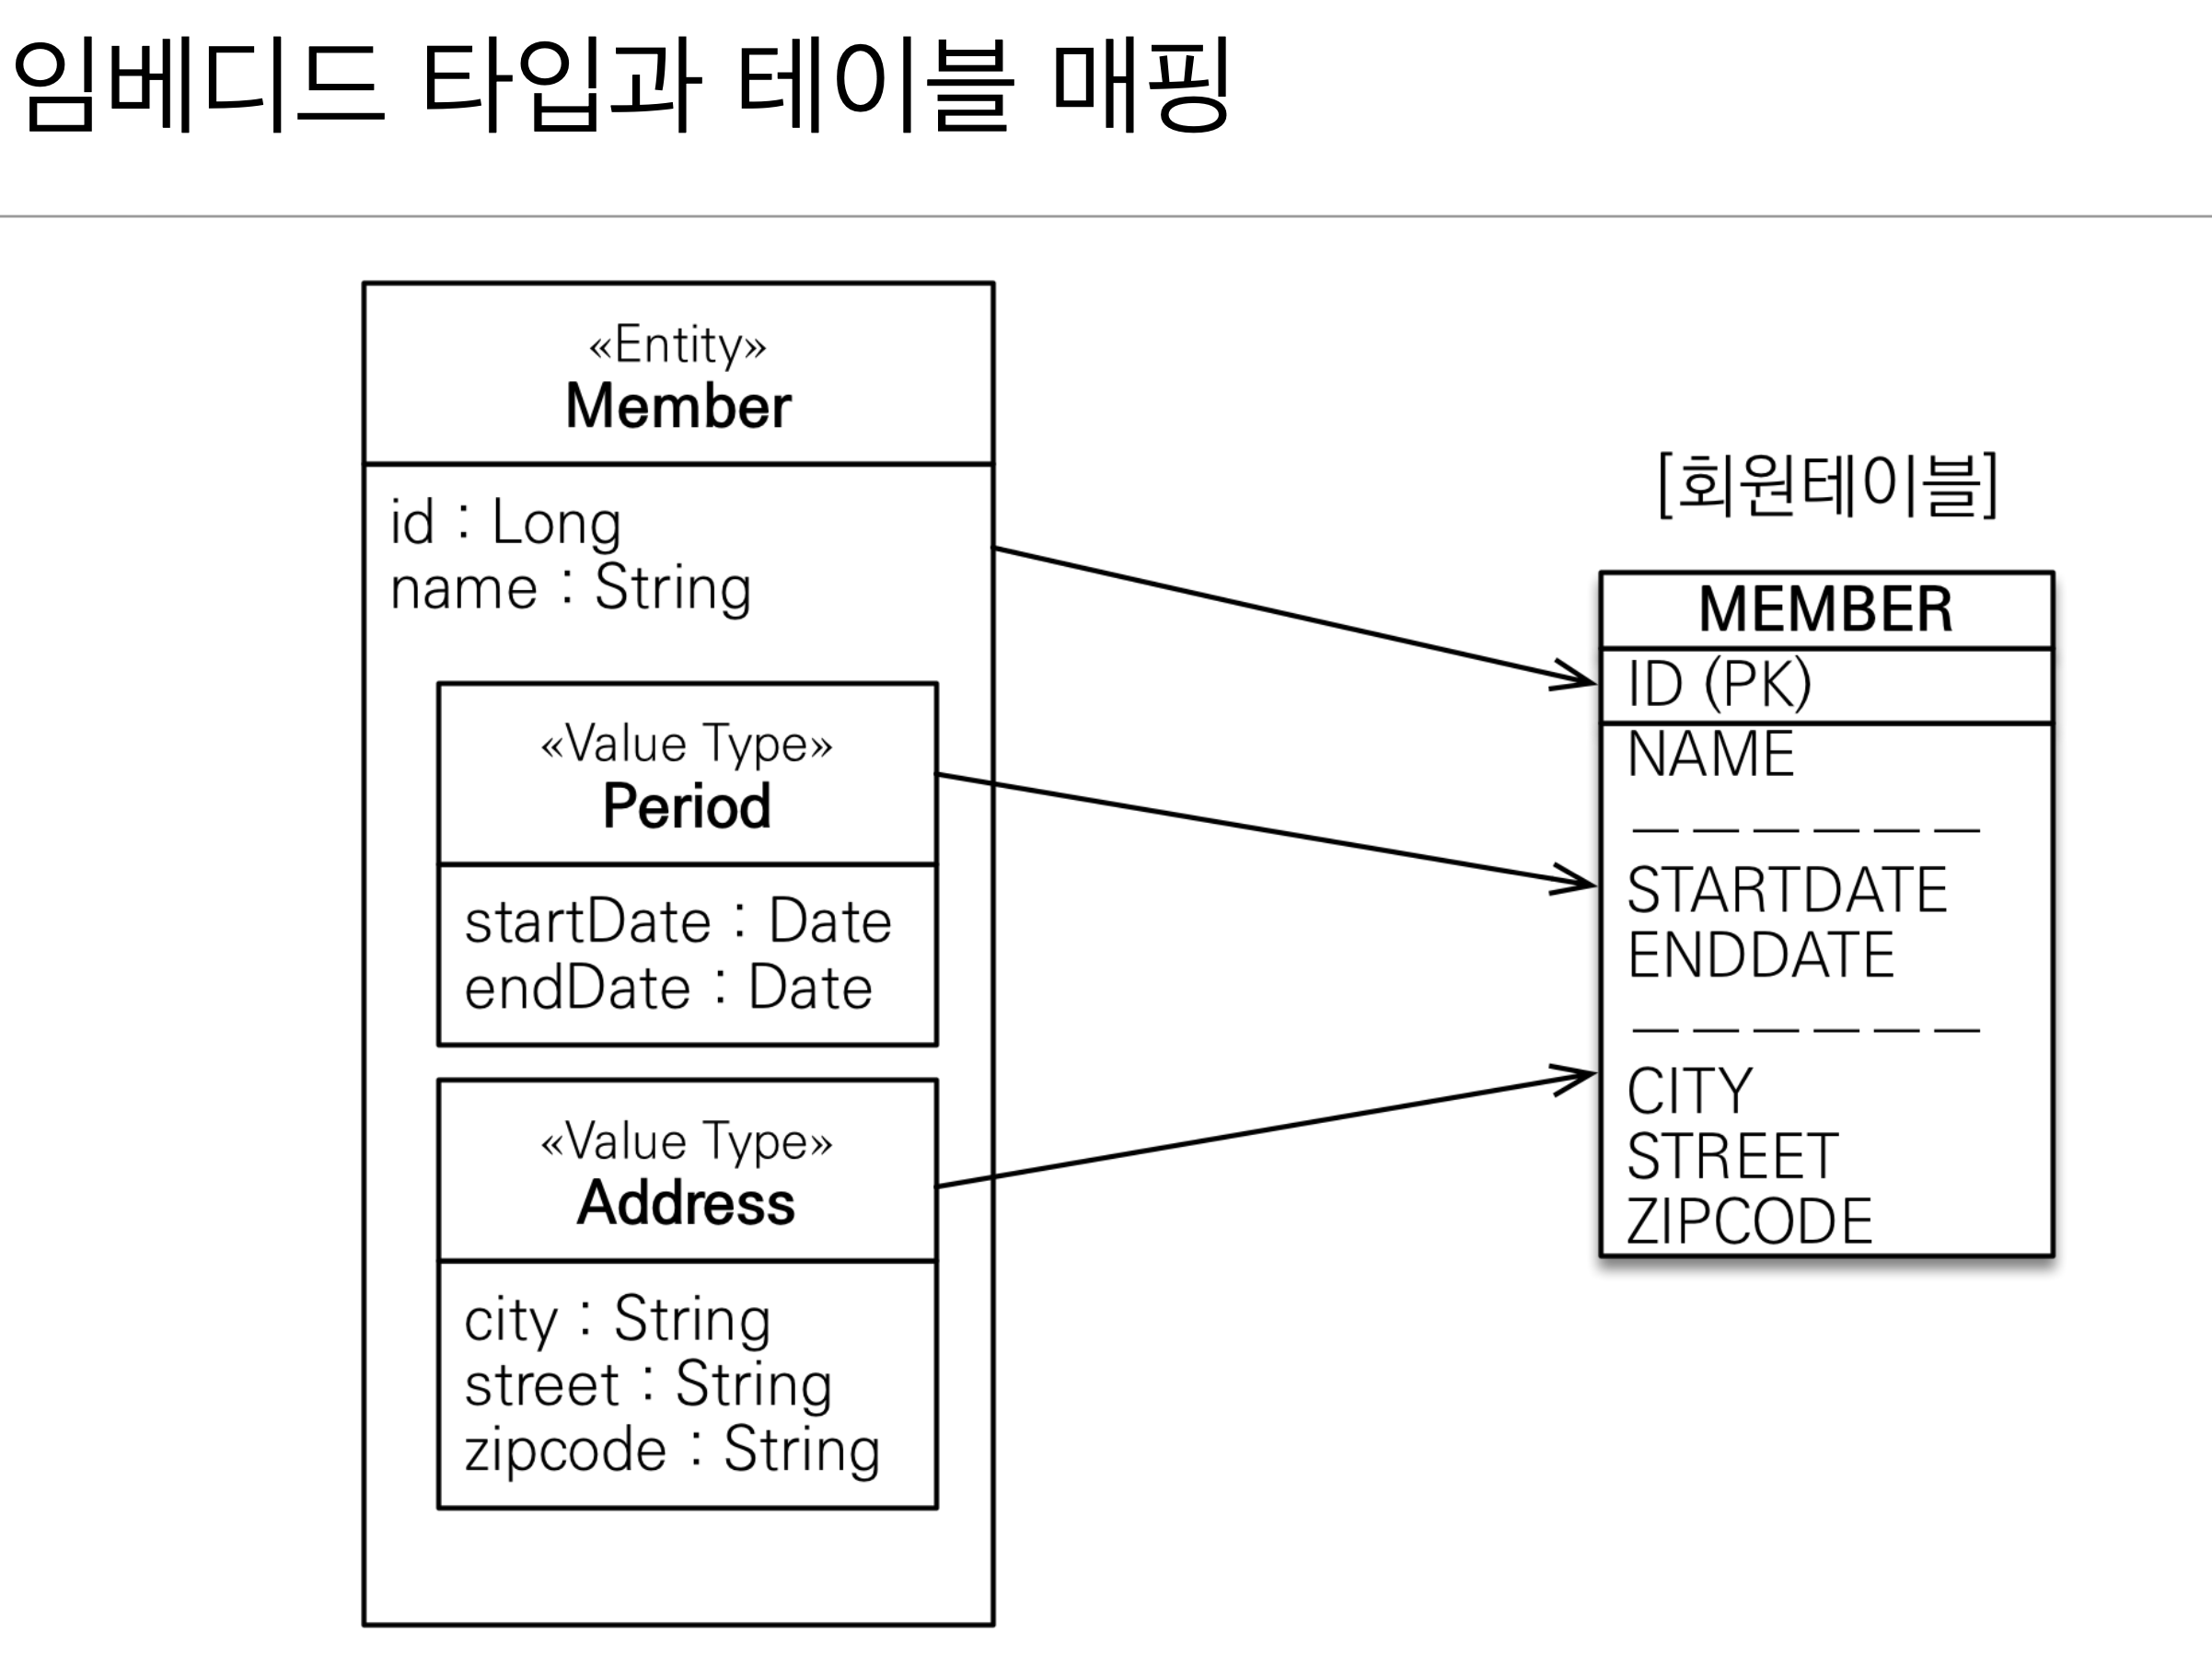 임베디드 타입과 테이블 매핑
«Entity»
Member
id : Long
name : String
«Value Type»
Period
startDate : Date
endDate : Date
«Value Type»
Address
city : String
street : String
zipcode : String
[회원테이블]
MEMBER
ID (PK)
NAME
STARTDATE
ENDDATE
CITY
STREET
ZIPCODE